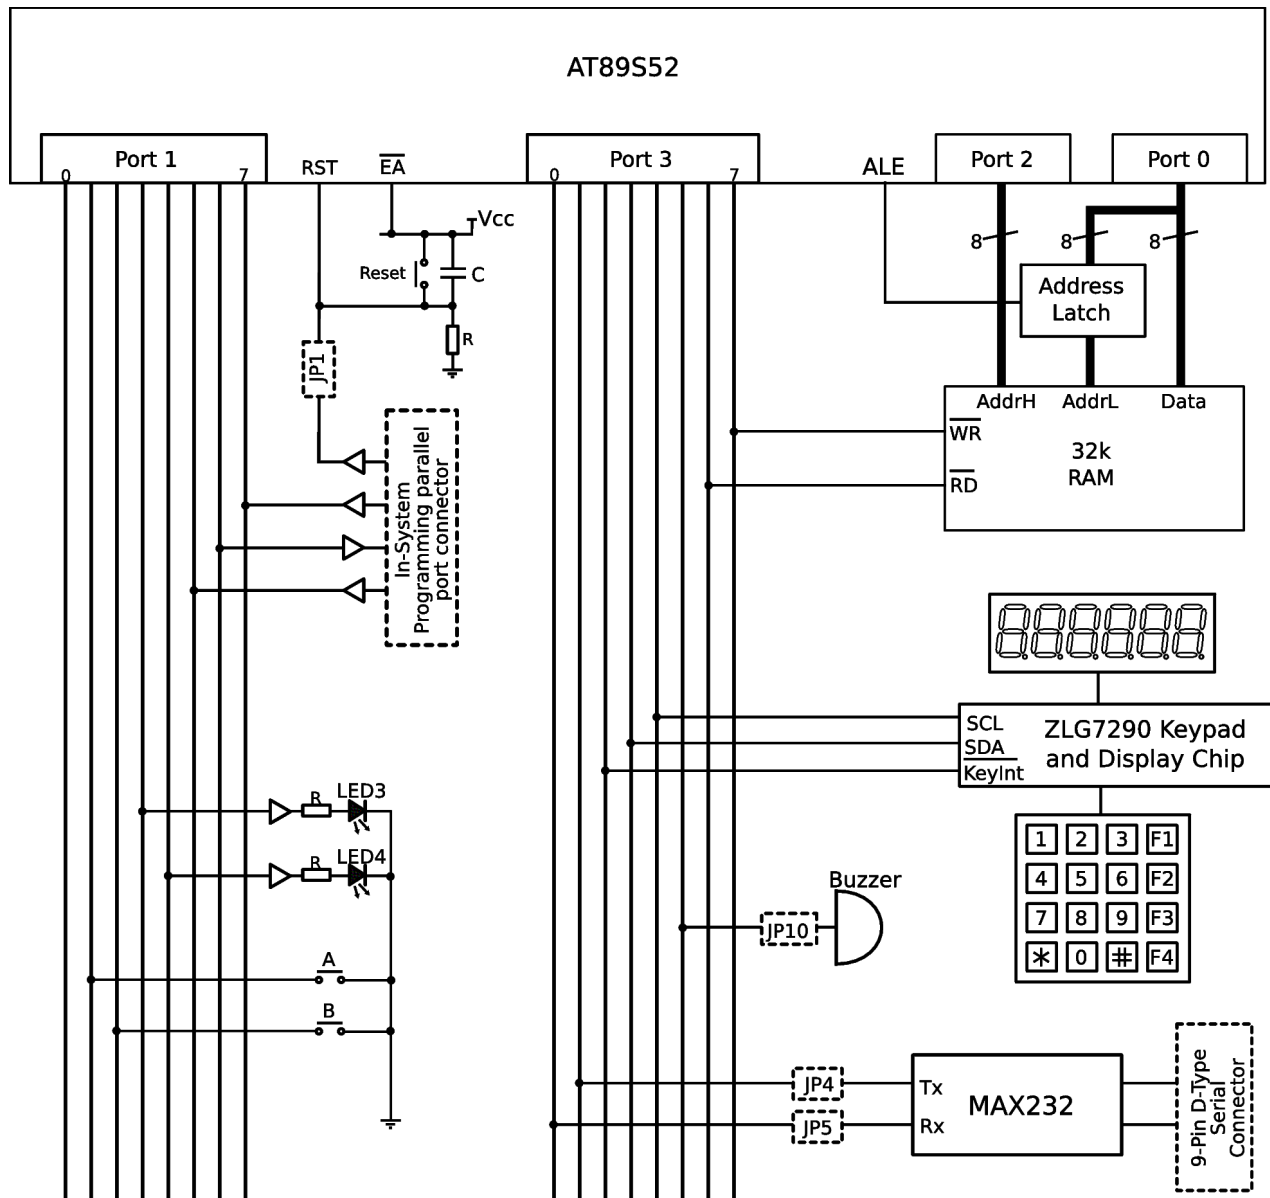 AT89S52
Port 1
0
7
RST
EA
Port 3
0
7
ALE
Port 2
Port 0
Vcc
Reset
C
R
JP1
In-System
Programming parallel
port connector
8
8
8
Address
Latch
AddrH
AddrL
Data
WR
RD
32k
RAM
SCL
SDA
KeyInt
ZLG7290 Keypad
and Display Chip
R
LED3
R
LED4
1 2 3 F1
4 5 6 F2
7 8 9 F3
* 0 # F4
Buzzer
JP10
A
B
JP4
JP5
Tx
Rx
MAX232
9-Pin D-Type
Serial
Connector